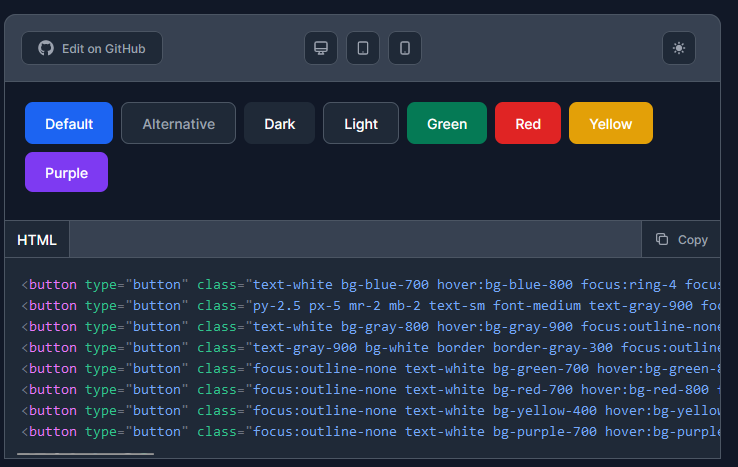 Edit on GitHub
Default Alternative Dark Light Green Red Yellow
Purple
HTML Copy
<button type="button" class="text-white bg-blue-700 hover:bg-blue-800 focus:ring-4 focus
<button type="button" class="py-2.5 px-5 mr-2 mb-2 text-sm font-medium text-gray-900 foc
<button type="button" class="text-white bg-gray-800 hover:bg-gray-900 focus:outline-none
<button type="button" class="text-gray-900 bg-white border border-gray-300 focus:outline
<button type="button" class="focus:outline-none text-white bg-green-700 hover:bg-green-8
<button type="button" class="focus:outline-none text-white bg-red-700 hover:bg-red-800 f
<button type="button" class="focus:outline-none text-white bg-yellow-400 hover:bg-yellow
<button type="button" class="focus:outline-none text-white bg-purple-700 hover:bg-purple